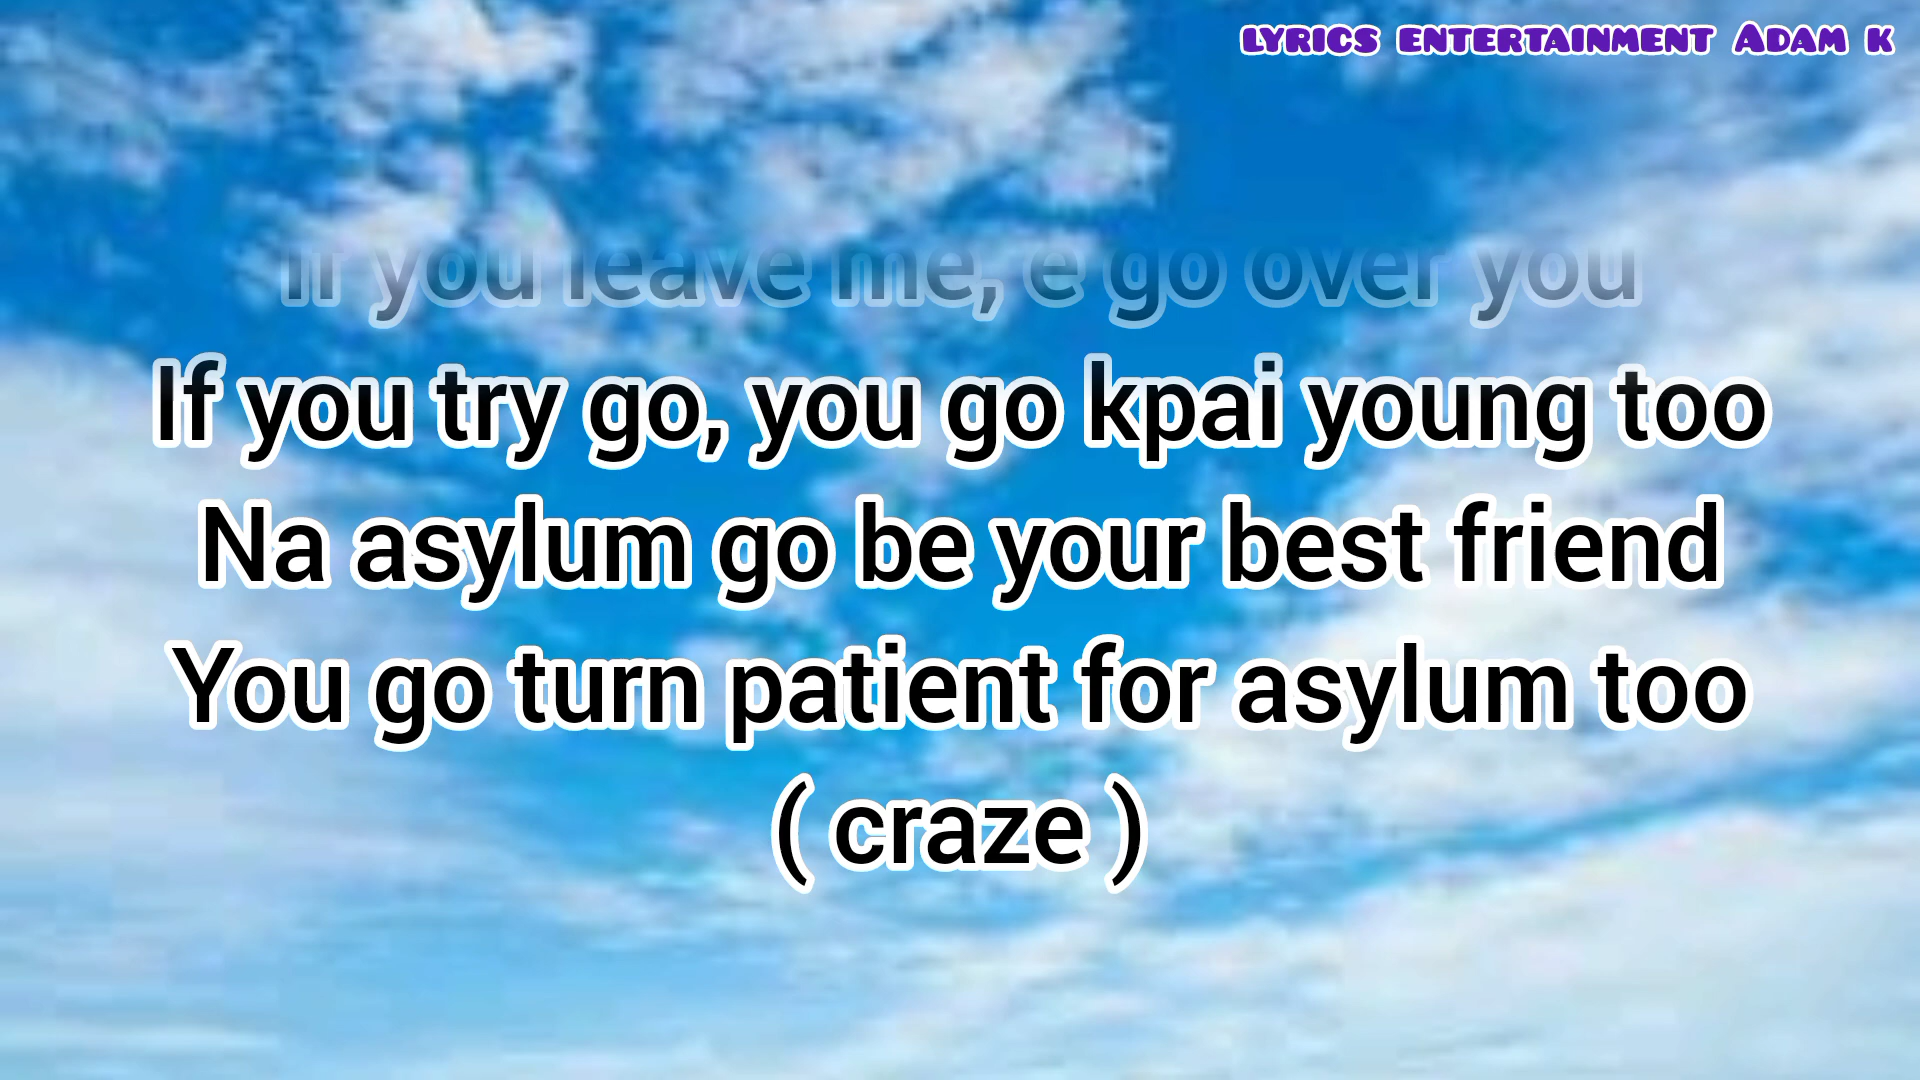 LYRICS ENTERTAINMENT ADAM K
If you leave me, e go over you
If you try go, you go kpai young too
Na asylum go be your best friend
You go turn patient for asylum too
( craze )